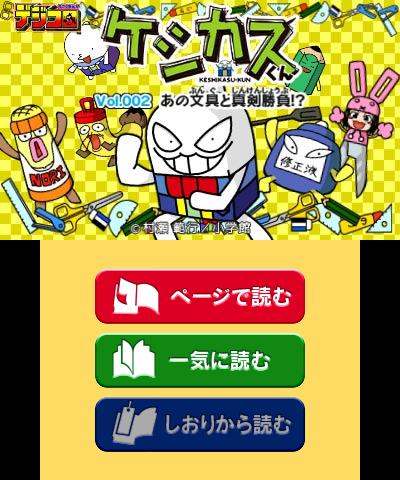 デジコロ
ケシカスくん
KESHIKASU-KUN
ぶんぐ しんけんしょうぶ
Vol.002 あの文具と真剣勝負!?
NORI
修正液
©村瀬 範行/小学館
ページで読む
一気に読む
しおりから読む